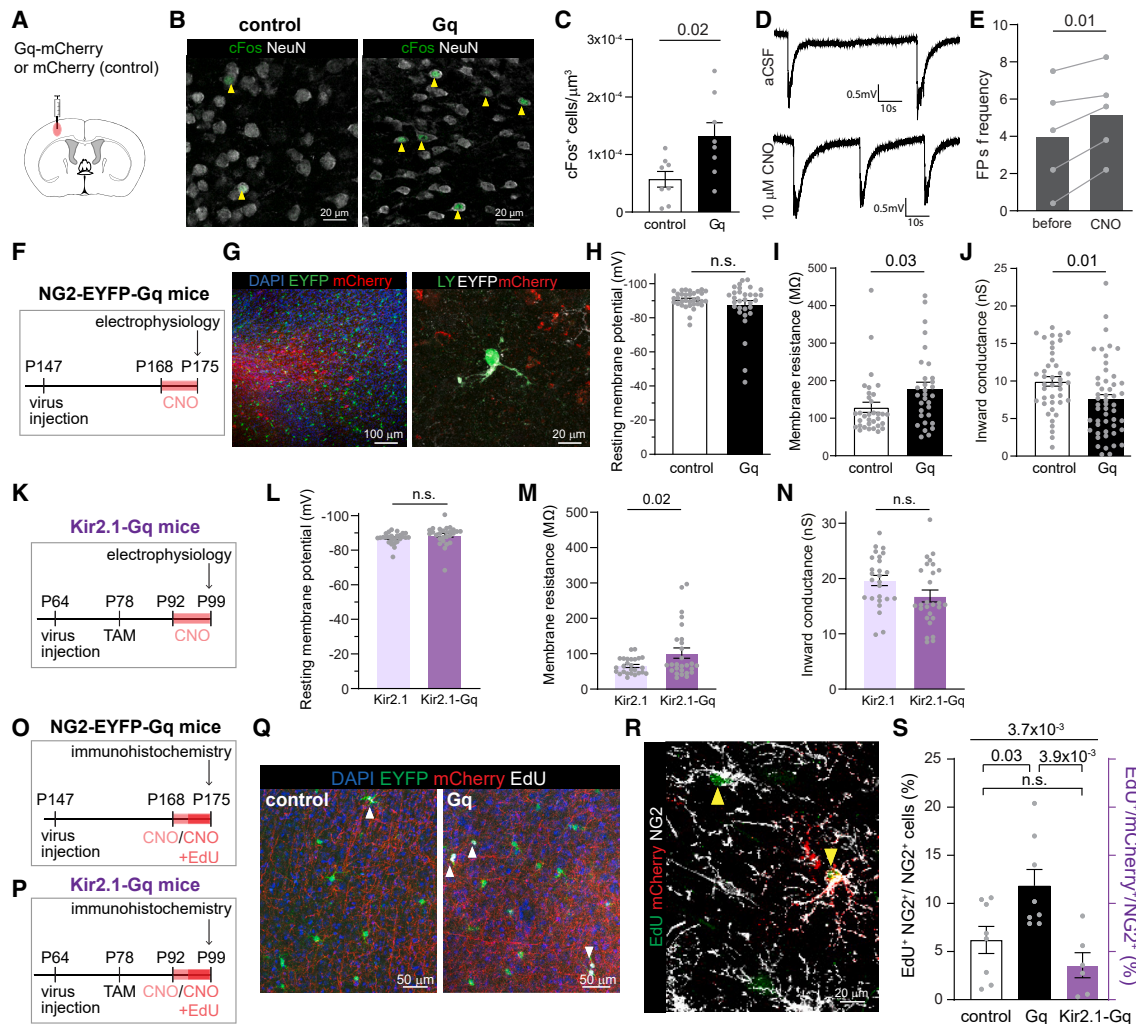 A
Gq-mCherry
or mCherry (control)
B
control
Gq
cFos NeuN
cFos NeuN
20 µm
20 µm
C
0.02
cFos⁺ cells/µm³
3x10⁻⁴
2x10⁻⁴
1x10⁻⁴
0
control
Gq
D
aCSF
0.5mV
10s
10 µM CNO
0.5mV
10s
E
0.01
FPs frequency
10
8
6
4
2
0
before
CNO
F
NG2-EYFP-Gq mice
electrophysiology
P147
P168
P175
virus
injection
CNO
G
DAPI EYFP mCherry
100 µm
LY EYFP mCherry
20 µm
H
n.s.
Resting membrane potential (mV)
-100
-80
-60
-40
-20
0
control
Gq
I
0.03
Membrane resistance (MΩ)
500
400
300
200
100
0
control
Gq
J
0.01
Inward conductance (nS)
25
20
15
10
5
0
control
Gq
K
Kir2.1-Gq mice
electrophysiology
P64
P78
P92
P99
virus
injection
TAM
CNO
L
n.s.
Resting membrane potential (mV)
-100
-80
-60
-40
-20
0
Kir2.1
Kir2.1-Gq
M
0.02
Membrane resistance (MΩ)
500
400
300
200
100
0
Kir2.1
Kir2.1-Gq
N
n.s.
Inward conductance (nS)
30
20
10
0
Kir2.1
Kir2.1-Gq
O
NG2-EYFP-Gq mice
immunohistochemistry
P147
P168
P175
virus
injection
CNO/CNO
+EdU
P
Kir2.1-Gq mice
immunohistochemistry
P64
P78
P92
P99
virus
injection
TAM
CNO/CNO
+EdU
Q
DAPI EYFP mCherry EdU
control
Gq
50 µm
50 µm
R
EdU mCherry NG2
20 µm
S
3.7x10⁻³
0.03
3.9x10⁻³
n.s.
EdU⁺ NG2⁺/ NG2⁺ cells (%)
25
20
15
10
5
0
control
Gq
Kir2.1-Gq
EdU⁺/mCherry⁺/NG2⁺ (%)